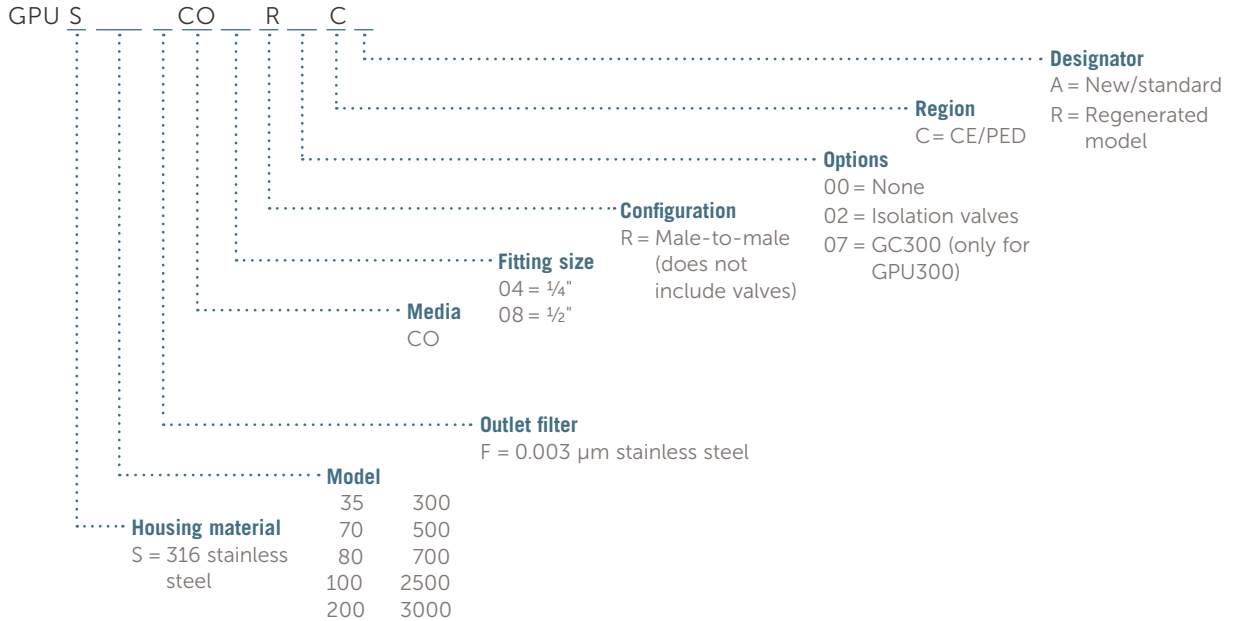 GPU S CO R C
Designator
A = New/standard
R = Regenerated
model
Region
C= CE/PED
Options
00 = None
02 = Isolation valves
07 = GC300 (only for
GPU300)
Configuration
R = Male-to-male
(does not
include valves)
Fitting size
04 = ¼"
08 = ½"
Media
CO
Outlet filter
F = 0.003 µm stainless steel
Model
35 300
70 500
80 700
100 2500
200 3000
Housing material
S = 316 stainless
steel